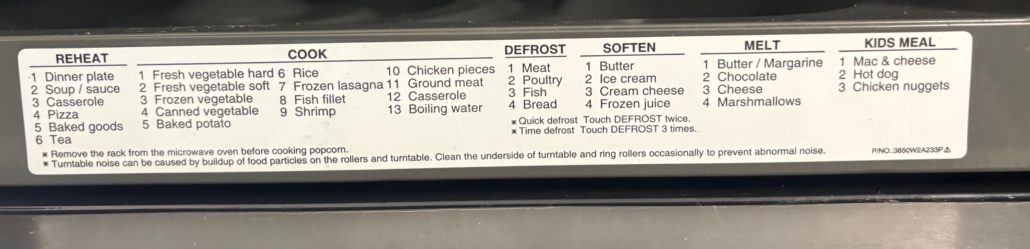 REHEAT
1 Dinner plate
2 Soup / sauce
3 Casserole
4 Pizza
5 Baked goods
6 Tea
COOK
1 Fresh vegetable hard
2 Fresh vegetable soft
3 Frozen vegetable
4 Canned vegetable
5 Baked potato
6 Rice
7 Frozen lasagna
8 Fish fillet
9 Shrimp
10 Chicken pieces
11 Ground meat
12 Casserole
13 Boiling water
DEFROST
1 Meat
2 Poultry
3 Fish
4 Bread
SOFTEN
1 Butter
2 Ice cream
3 Cream cheese
4 Frozen juice
※ Quick defrost Touch DEFROST twice.
※ Time defrost Touch DEFROST 3 times.
MELT
1 Butter / Margarine
2 Chocolate
3 Cheese
4 Marshmallows
KIDS MEAL
1 Mac & cheese
2 Hot dog
3 Chicken nuggets
※ Remove the rack from the microwave oven before cooking popcorn.
※ Turntable noise can be caused by buildup of food particles on the rollers and turntable. Clean the underside of turntable and ring rollers occasionally to prevent abnormal noise.
P/NO.:3850W2A233P